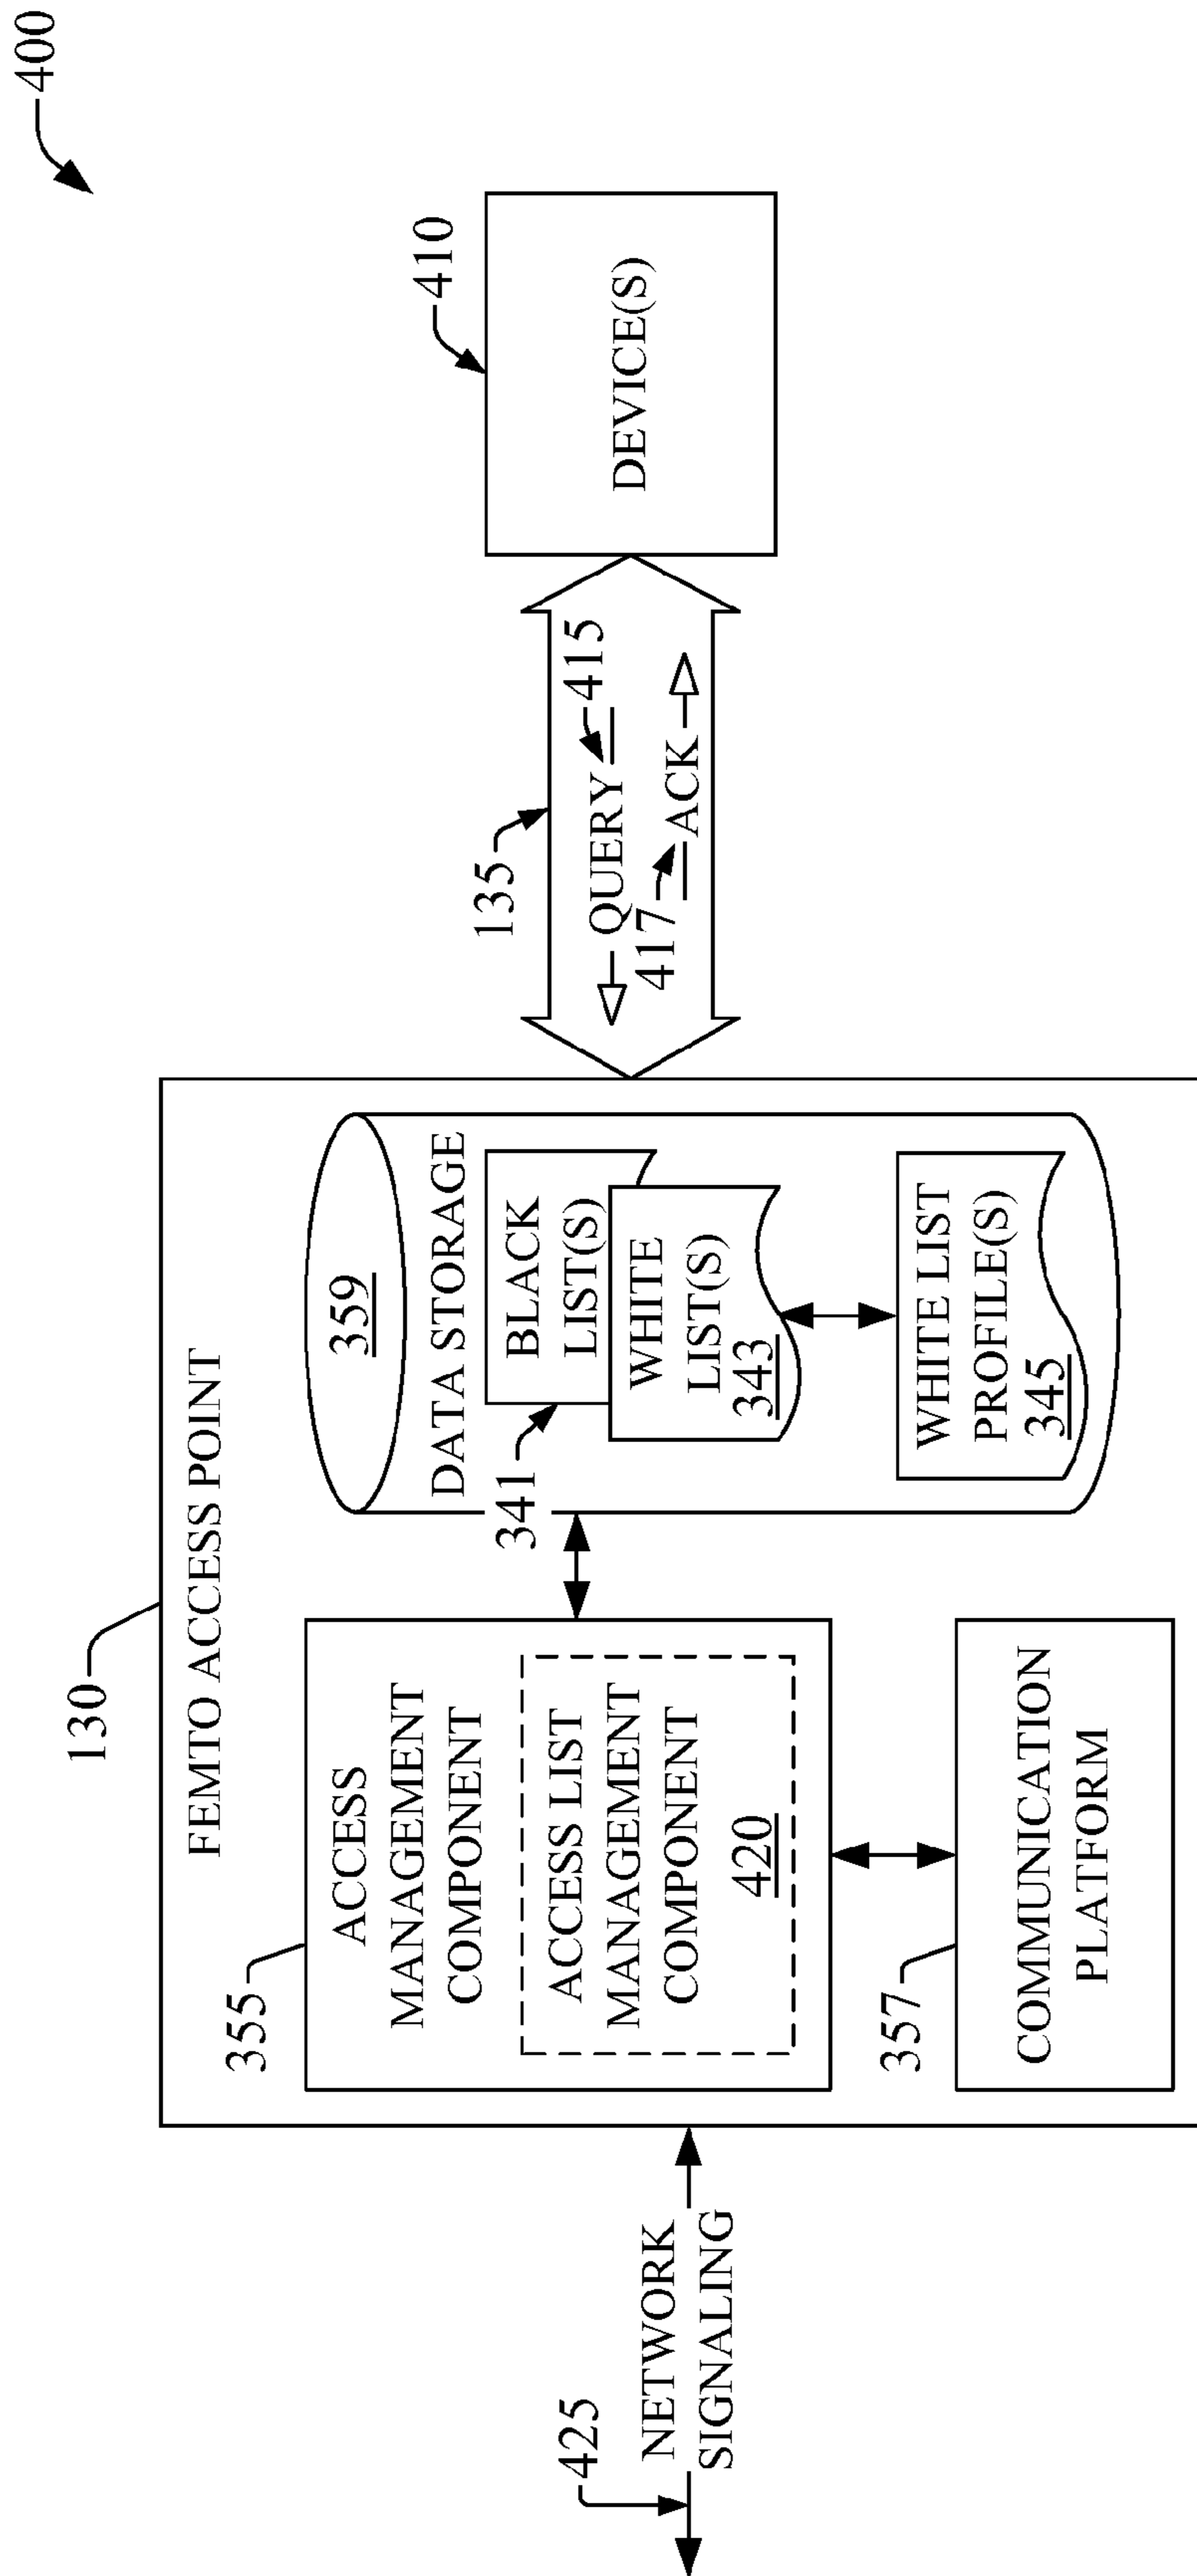 400
130
FEMTO ACCESS POINT
355
ACCESS
MANAGEMENT
COMPONENT
ACCESS LIST
MANAGEMENT
COMPONENT
420
357
COMMUNICATION
PLATFORM
359
DATA STORAGE
341
BLACK
LIST(S)
WHITE
LIST(S)
343
WHITE LIST
PROFILE(S)
345
425
NETWORK
SIGNALING
135
QUERY
415
417
ACK
410
DEVICE(S)